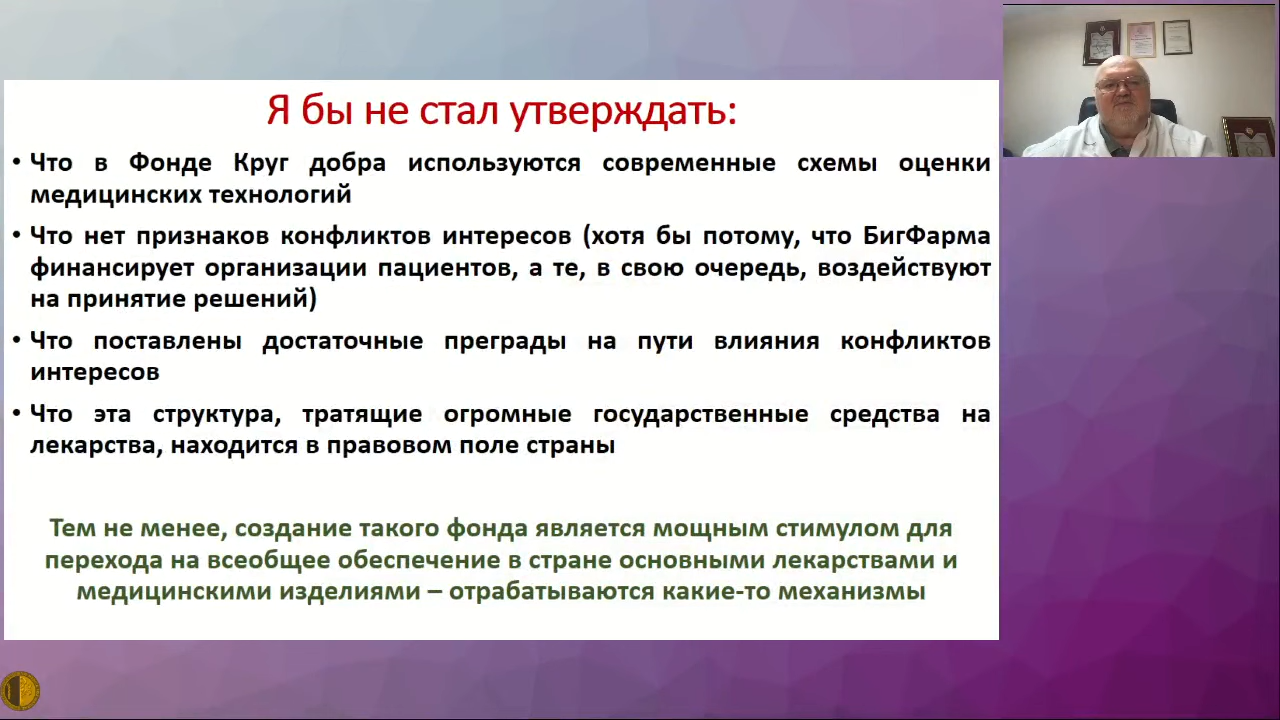 Я бы не стал утверждать:
• Что в Фонде Круг добра используются современные схемы оценки
медицинских технологий
• Что нет признаков конфликтов интересов (хотя бы потому, что БигФарма
финансирует организации пациентов, а те, в свою очередь, воздействуют
на принятие решений)
• Что поставлены достаточные преграды на пути влияния конфликтов
интересов
• Что эта структура, тратящие огромные государственные средства на
лекарства, находится в правовом поле страны
Тем не менее, создание такого фонда является мощным стимулом для
перехода на всеобщее обеспечение в стране основными лекарствами и
медицинскими изделиями – отрабатываются какие-то механизмы